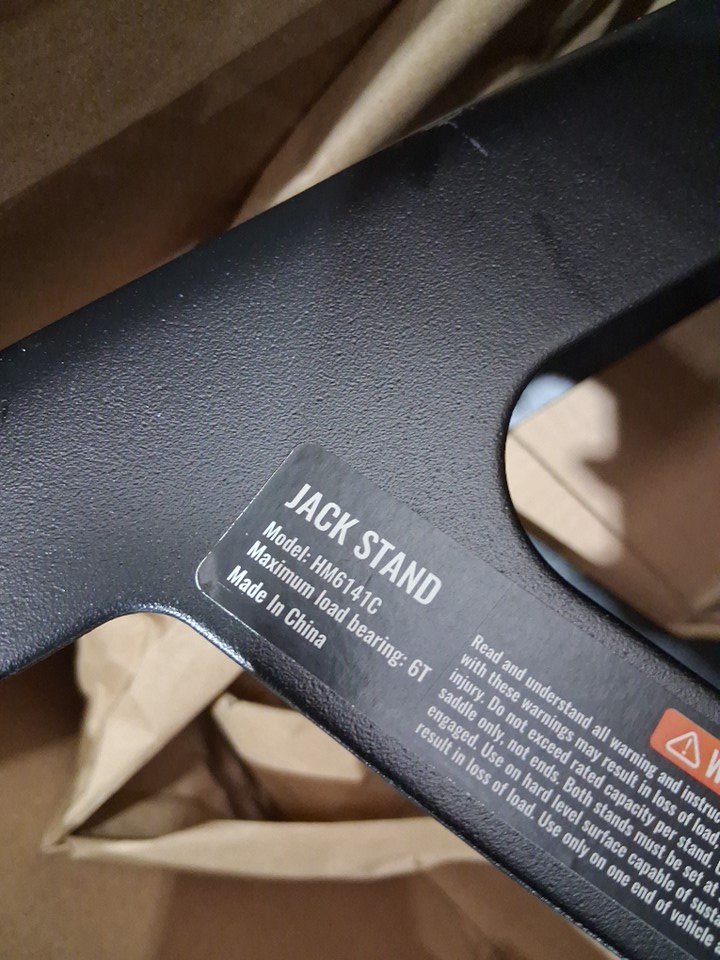 JACK STAND
Model: HM6141C
Maximum load bearing: 6T
Made In China
Read and understand all warning and
with these warnings may result in loss of load,
injury. Do not exceed rated capacity per stand.
saddle only, not ends. Both stands must be set at
engaged. Use on hard level surface capable of
result in loss of load. Use only on one end of vehicle